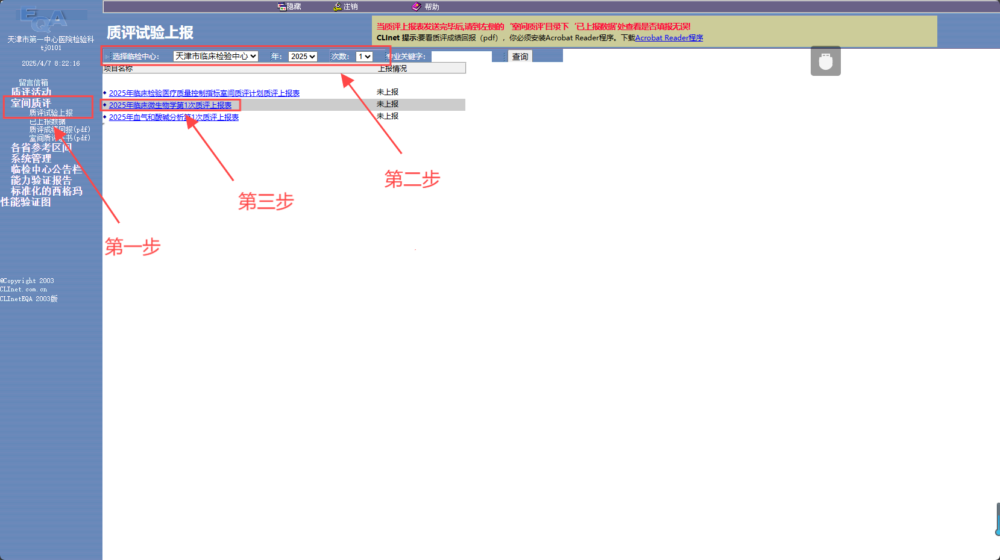 隐藏 注销 帮助
EQA
天津市第一中心医院检验科
tj0101
2025/4/7 8:22:16
留言信箱
质评活动
室间质评
质评试验上报
已上报数据
质评成绩回报(pdf)
室间质评证书(pdf)
各省参考区间
系统管理
临检中心公告栏
能力验证报告
标准化的西格玛
性能验证图
@Copyright 2003
CLInet.com.cn
CLInetEQA 2003版
质评试验上报
当质评上报表发送完毕后,请到左侧的 ‘室间质评’目录下 ‘已上报数据’处查看是否填报无误!
CLInet 提示:要看质评成绩回报（pdf），你必须安装Acrobat Reader程序。下载Acrobat Reader程序
选择临检中心: 天津市临床检验中心 年: 2025 次数: 1 专业关键字: 查询
项目名称 上报情况
2025年临床检验医疗质量控制指标室间质评计划质评上报表 未上报
2025年临床微生物学第1次质评上报表 未上报
2025年血气和酸碱分析第1次质评上报表 未上报
第二步
第三步
第一步